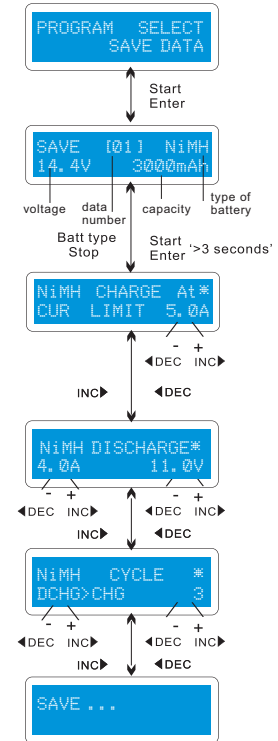 PROGRAM SELECT
SAVE DATA
Start
Enter
SAVE [01] NiMH
14.4V 3000mAh
voltage data number capacity type of battery
Batt type
Stop
Start
Enter '>3 seconds'
NiMH CHARGE At*
CUR LIMIT 5.0A
- +
◀DEC INC▶
INC▶ ◀DEC
NiMH DISCHARGE*
4.0A 11.0V
- + - +
◀DEC INC▶ ◀DEC INC▶
INC▶ ◀DEC
NiMH CYCLE *
DCHG>CHG 3
- + - +
◀DEC INC▶ ◀DEC INC▶
INC▶ ◀DEC
SAVE...